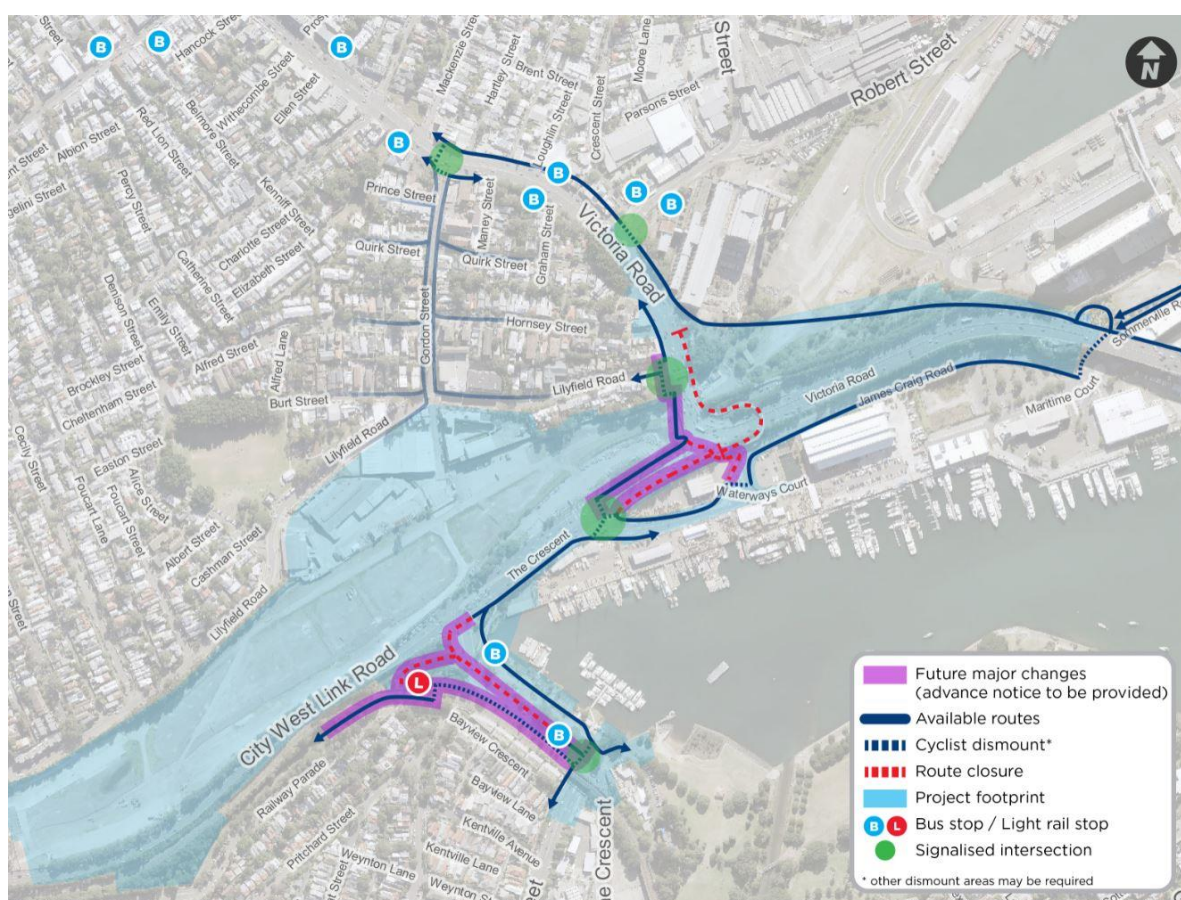 B
B
B
Hancock Street
Mackenzie Street
Hartley Street
Brent Street
Moore Lane
Street
Robert Street
N
Withecombe Street
Ellen Street
Belmore Street
Red Lion Street
Albion Street
Percy Street
Loughlin Street
Crescent Street
Parsons Street
B
B
B
B
B
Prince Street
Maney Street
Graham Street
Victoria Road
Kenniff Street
Charlotte Street
Elizabeth Street
Catherine Street
Quirk Street
Quirk Street
Denison Street
Emily Street
Gordon Street
Hornsey Street
Alfred Street
Alfred Lane
Brockley Street
Cheltenham Street
Burt Street
Lilyfield Road
Victoria Road
James Craig Road
Maritime Court
Cecily Street
Easton Street
Alice Street
Foucart Street
Foucart Lane
Lilyfield Road
Waterways Court
Albert Street
Cashman Street
Lilyfield Road
The Crescent
City West Link Road
B
L
B
Bayview Crescent
Bayview Lane
Railway Parade
Pritchard Street
Kentville Avenue
Kentville Lane
Weynton Lane
Crescent
Future major changes
(advance notice to be provided)
Available routes
Cyclist dismount*
Route closure
Project footprint
B L Bus stop / Light rail stop
Signalised intersection
* other dismount areas may be required